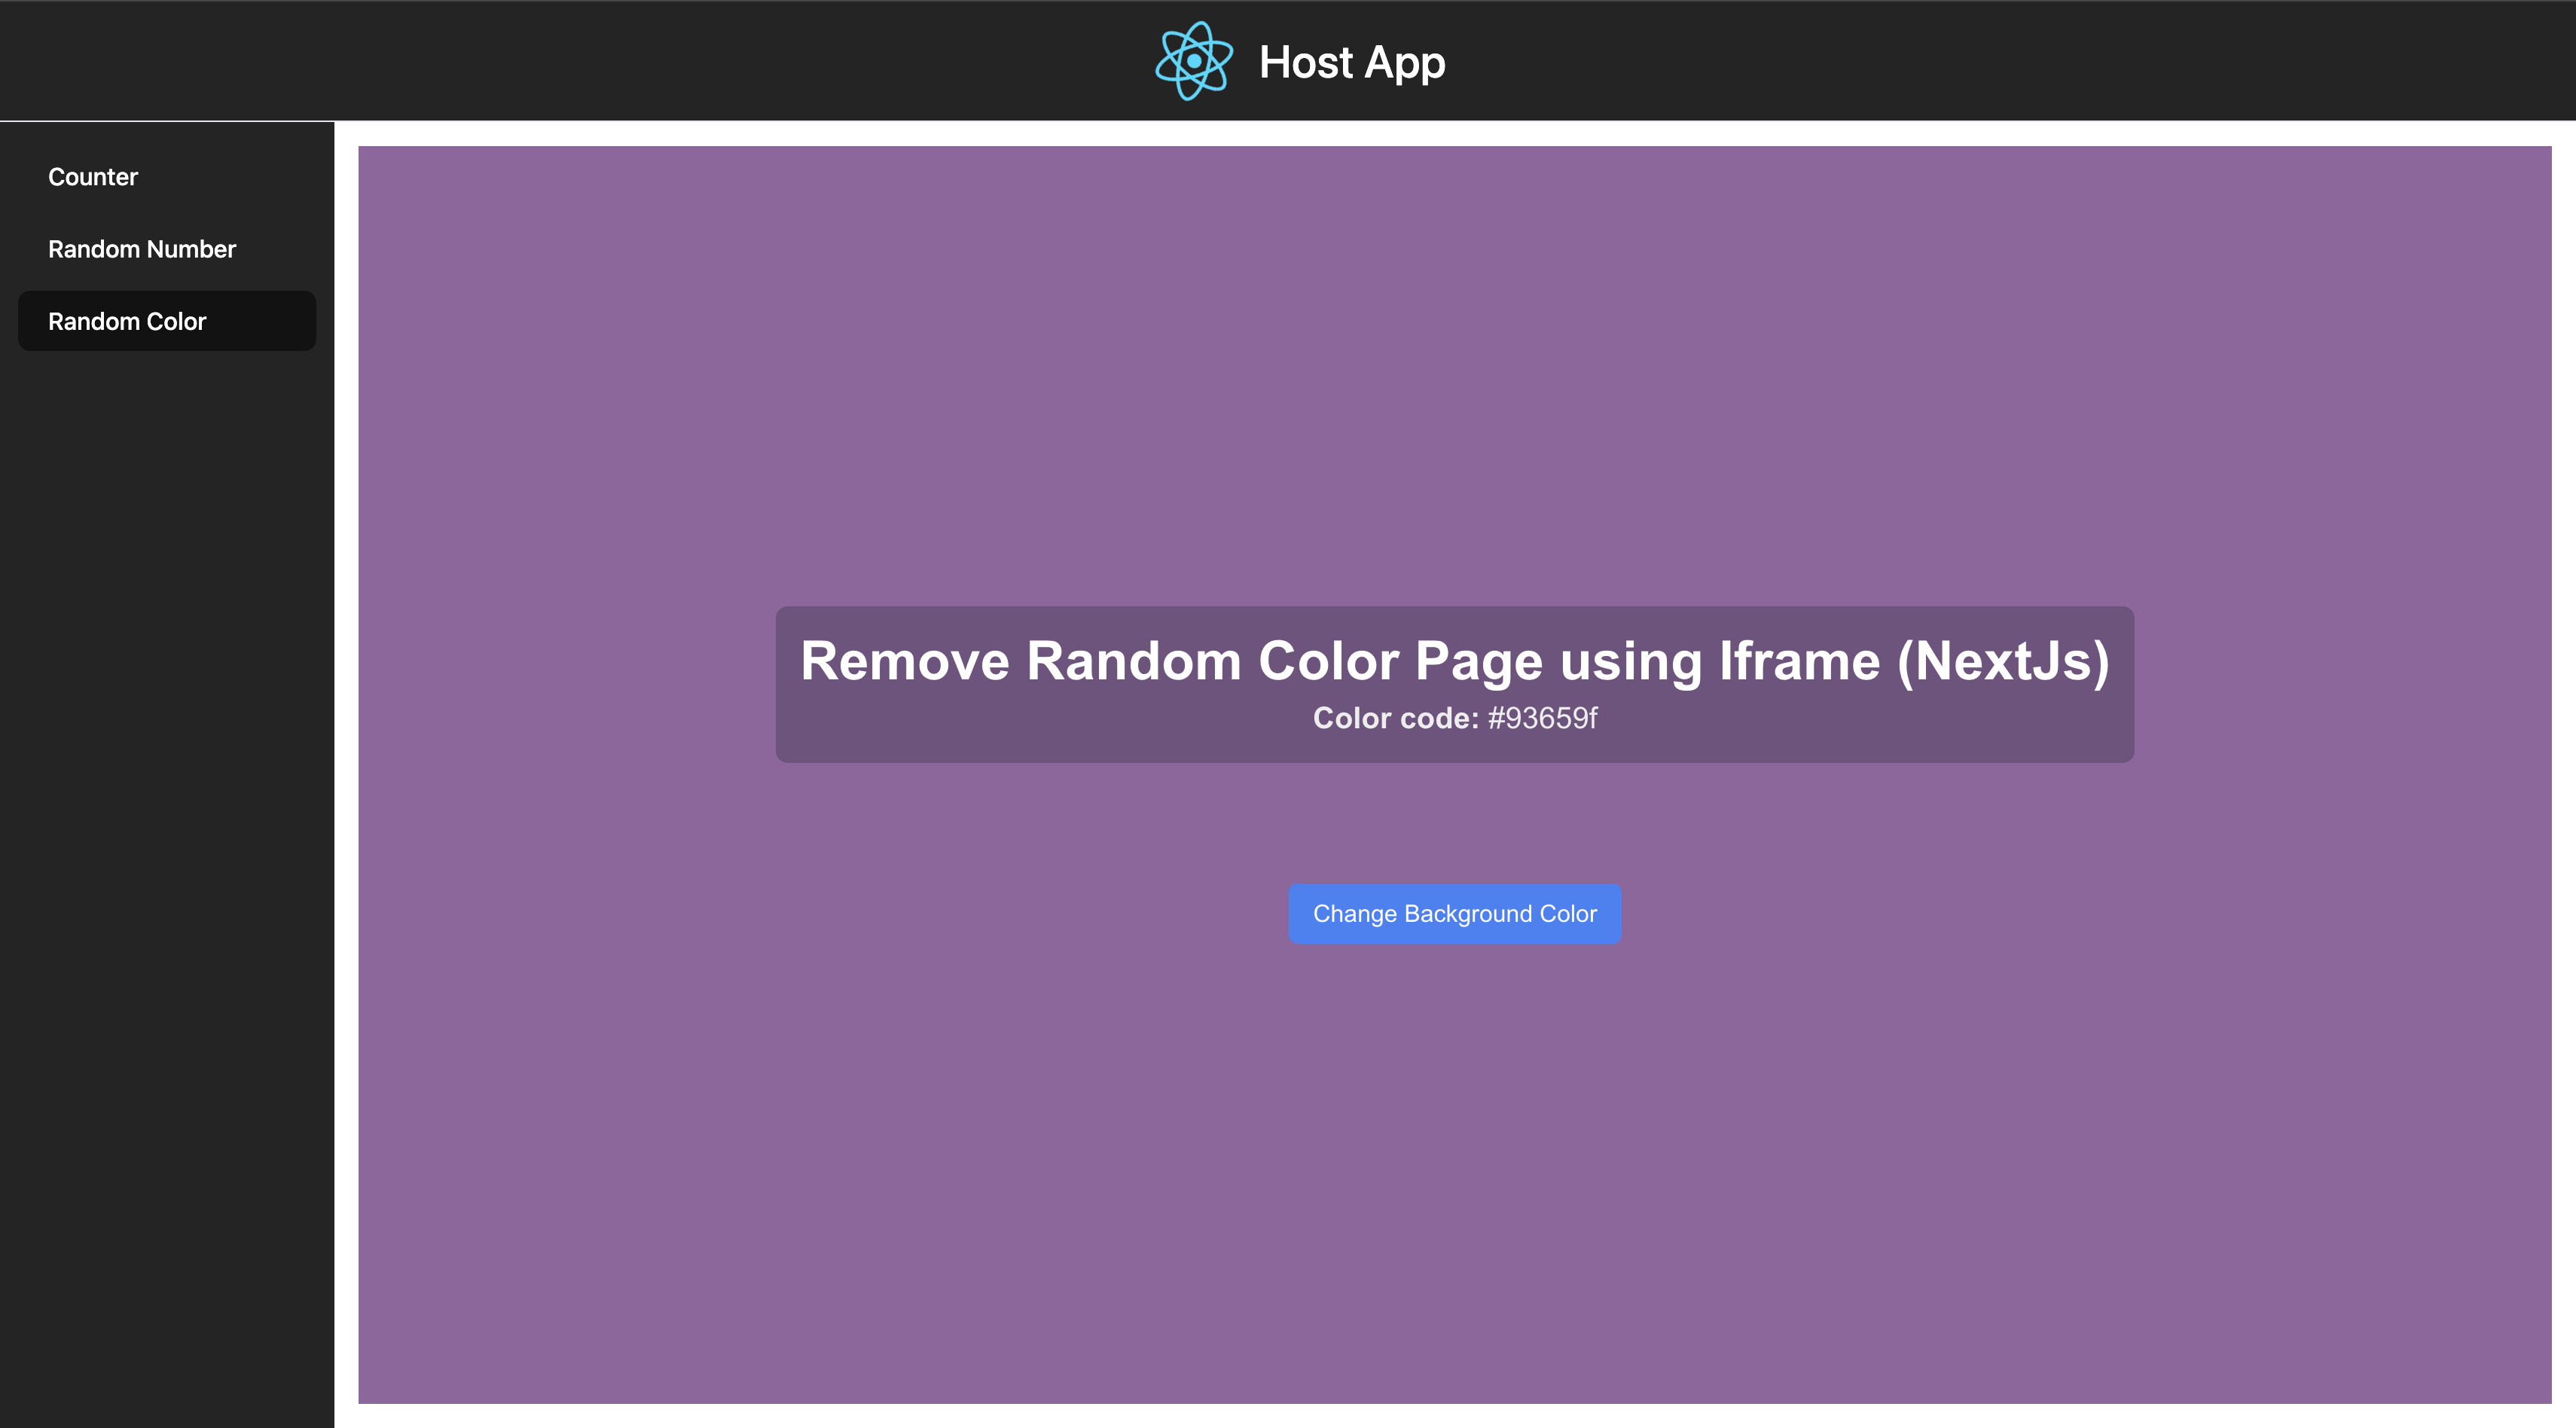 Host App
Counter
Random Number
Random Color
Remove Random Color Page using Iframe (NextJs)
Color code: #93659f
Change Background Color